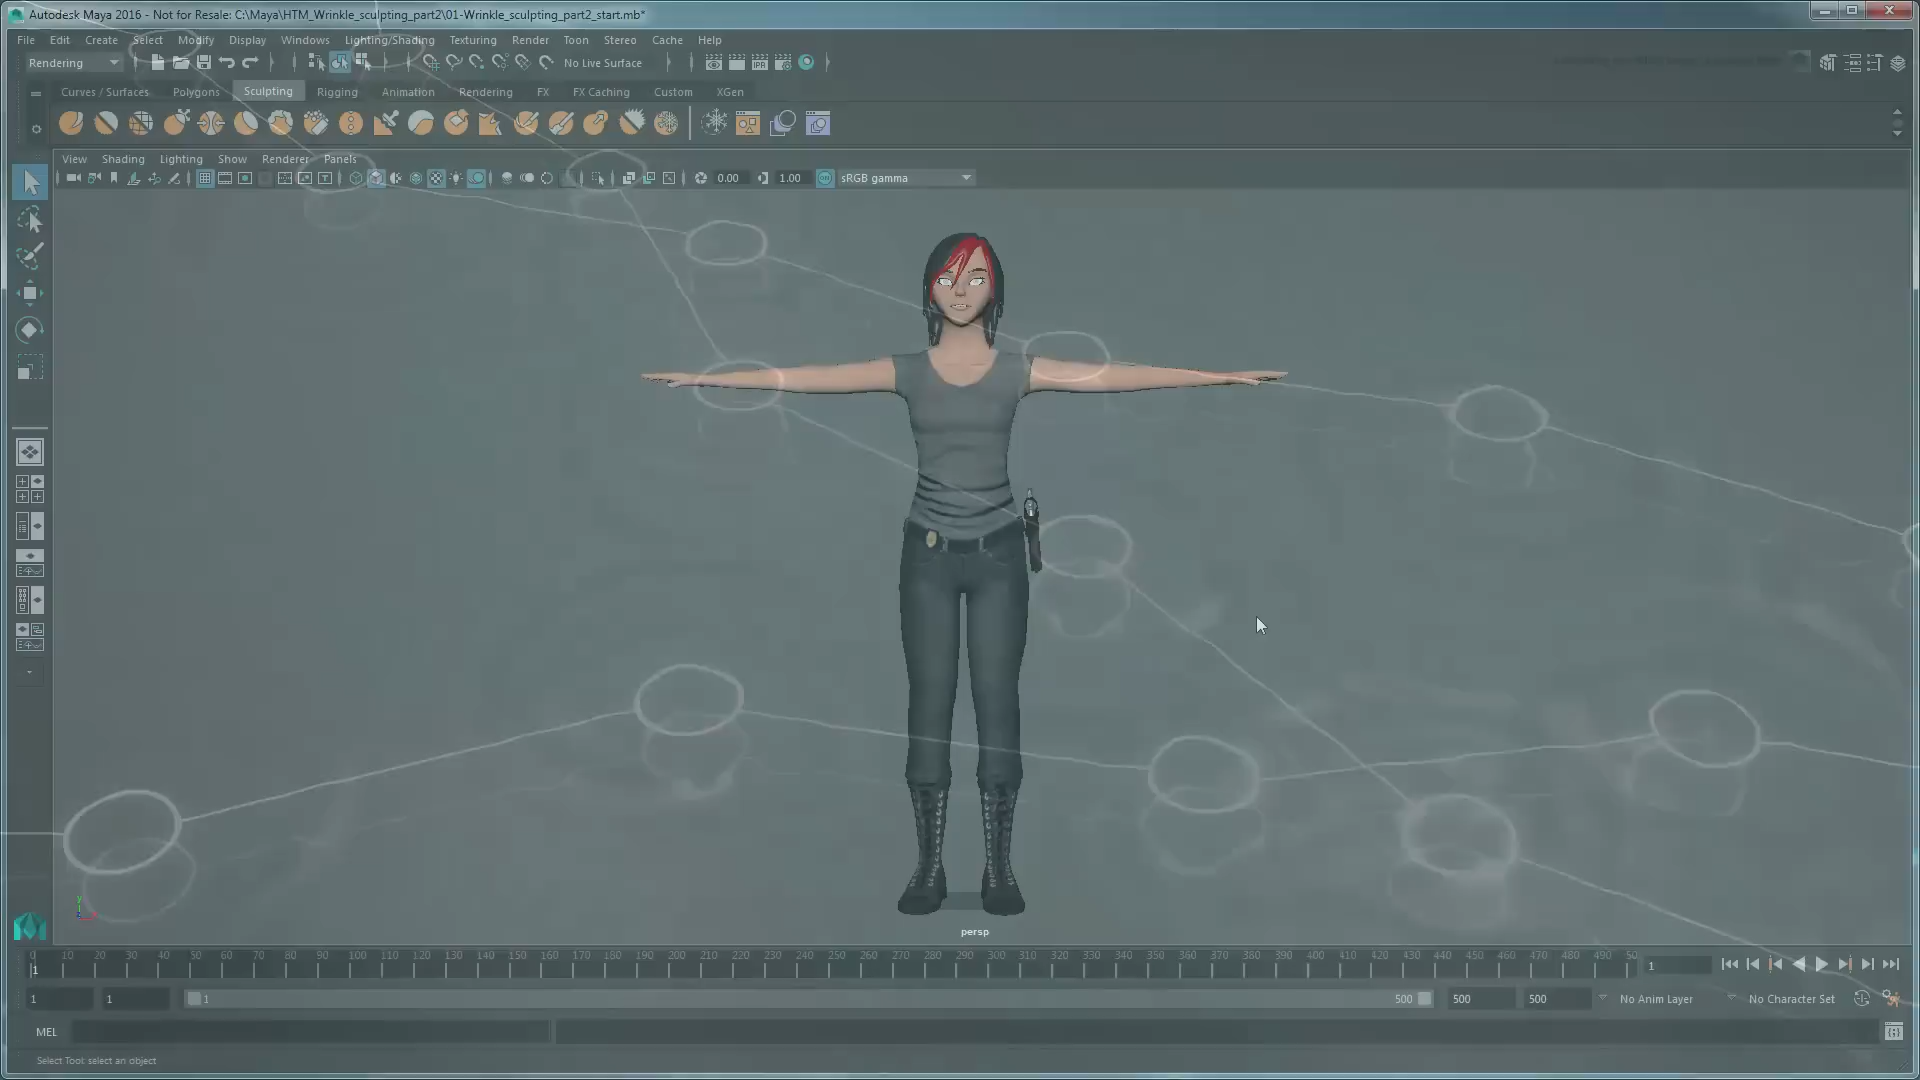 Autodesk Maya 2016 - Not for Resale: C:\Maya\HTM_Wrinkle_sculpting_part2\01-Wrinkle_sculpting_part2_start.mb*
File Edit Create Select Modify Display Windows Lighting/Shading Texturing Render Toon Stereo Cache Help
Rendering No Live Surface
Curves / Surfaces Polygons Sculpting Rigging Animation Rendering FX FX Caching Custom XGen
View Shading Lighting Show Renderer Panels
0.00 1.00 sRGB gamma
persp
0 10 20 30 40 50 60 70 80 90 100 110 120 130 140 150 160 170 180 190 200 210 220 230 240 250 260 270 280 290 300 310 320 330 340 350 360 370 380 390 400 410 420 430 440 450 460 470 480 490 50
1 1
1 1 1 500 500 500 No Anim Layer No Character Set
MEL
Select Tool: select an object